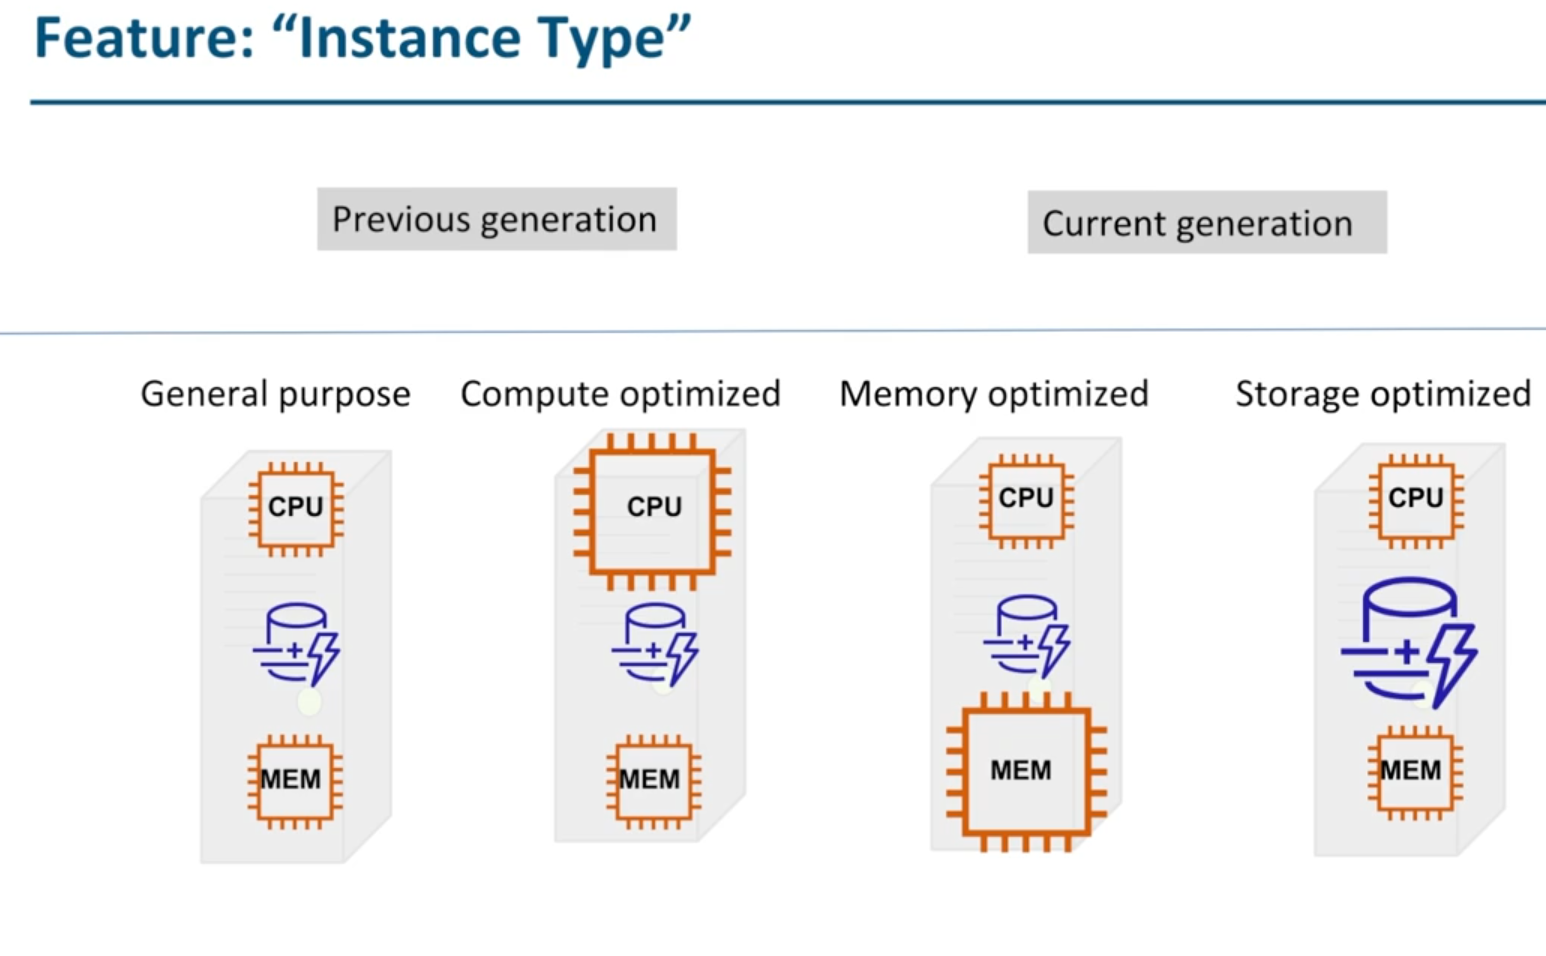 Feature: “Instance Type”
Previous generation
Current generation
General purpose
Compute optimized
Memory optimized
Storage optimized
CPU
CPU
CPU
CPU
MEM
MEM
MEM
MEM